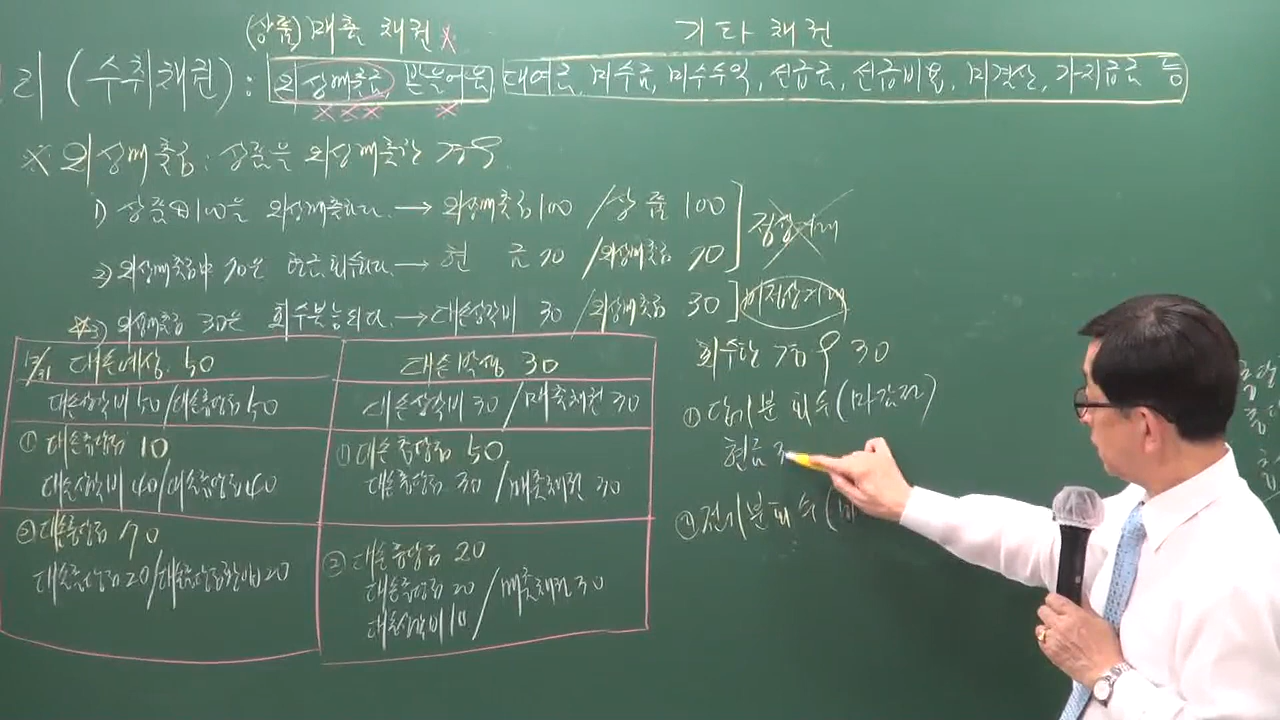 (상품) 매출 채권 X
기타 채권
리 (수취채권) : 외상매출금, 받을어음, 대여금, 미수금, 미수수익, 선급금, 선급비용, 미결산, 가지급금 등
※ 외상매출금 : 상품을 외상매출한 경우.
1) 상품 100을 외상매출하다. → 외상매출금 100 / 상품 100
2) 외상매출금中 70은 현금회수하다. → 현금 70 / 외상매출금 70
정상거래
☆3) 외상매출금 30은 회수불능되다. → 대손상각비 30 / 외상매출금 30
비정상거래
12/31 대손예상. 50
대손상각비 50 / 대손충당금 50
① 대손충당금 10
대손상각비 40 / 대손충당금 40
② 대손충당금 70
대손충당금 20 / 대손충당금환입 20
대손발생 30
대손상각비 30 / 매출채권 30
① 대손충당금 50
대손충당금 30 / 매출채권 30
② 대손충당금 20
대손충당금 20 / 매출채권 30
대손상각비 10
회수한 경우 30
① 당기분 회수 (마감전)
현금 3
② 전기분 회수 (마